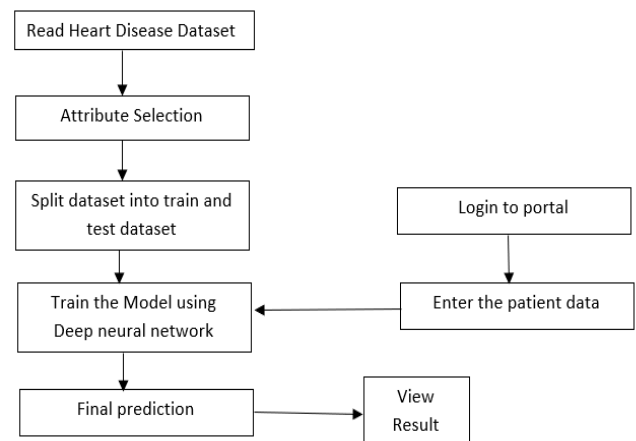 Read Heart Disease Dataset
Attribute Selection
Split dataset into train and
test dataset
Login to portal
Train the Model using
Deep neural network
Enter the patient data
Final prediction
View
Result